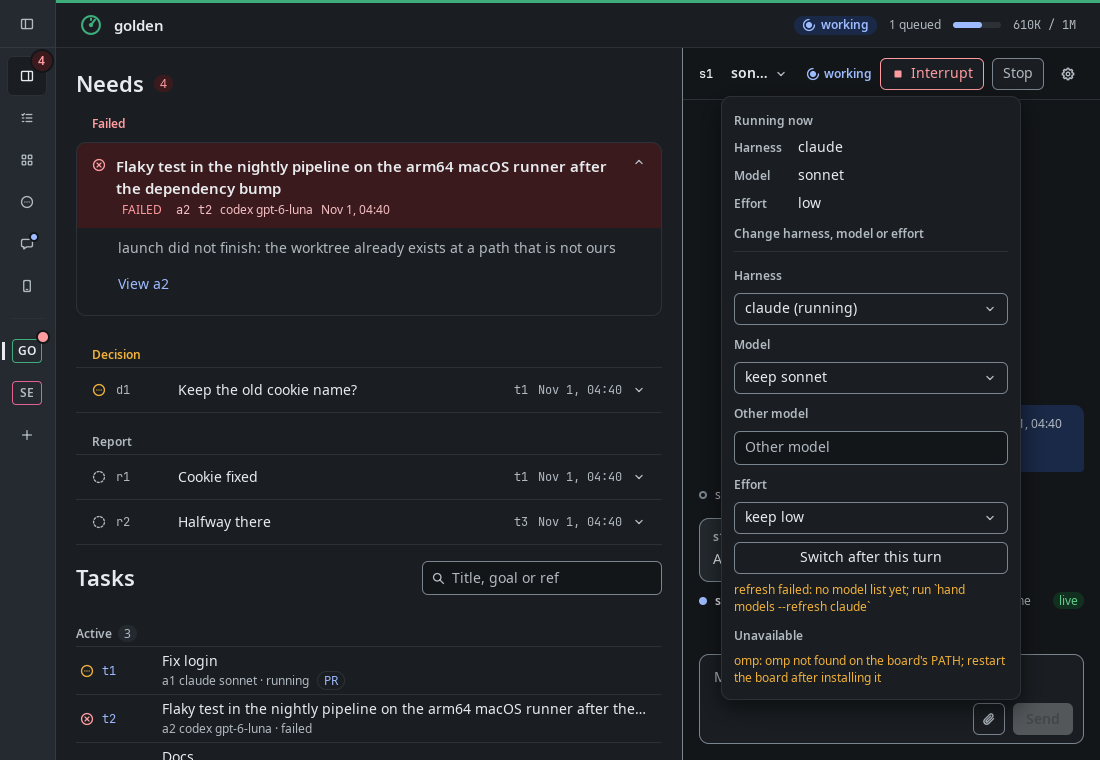 golden
working
1 queued
610K / 1M
4
GO
SE
Needs 4
Failed
Flaky test in the nightly pipeline on the arm64 macOS runner after
the dependency bump
FAILED a2 t2 codex gpt-6-luna Nov 1, 04:40
launch did not finish: the worktree already exists at a path that is not ours
View a2
Decision
d1 Keep the old cookie name? t1 Nov 1, 04:40
Report
r1 Cookie fixed t1 Nov 1, 04:40
r2 Halfway there t3 Nov 1, 04:40
Tasks
Title, goal or ref
Active 3
t1 Fix login
a1 claude sonnet · running PR
t2 Flaky test in the nightly pipeline on the arm64 macOS runner after the…
a2 codex gpt-6-luna · failed
Docs
s1 son… working Interrupt Stop
Running now
Harness claude
Model sonnet
Effort low
Change harness, model or effort
Harness
claude (running)
Model
keep sonnet
Other model
Other model
Effort
keep low
Switch after this turn
refresh failed: no model list yet; run `hand
models --refresh claude`
Unavailable
omp: omp not found on the board's PATH; restart
the board after installing it
, 04:40
live
Send